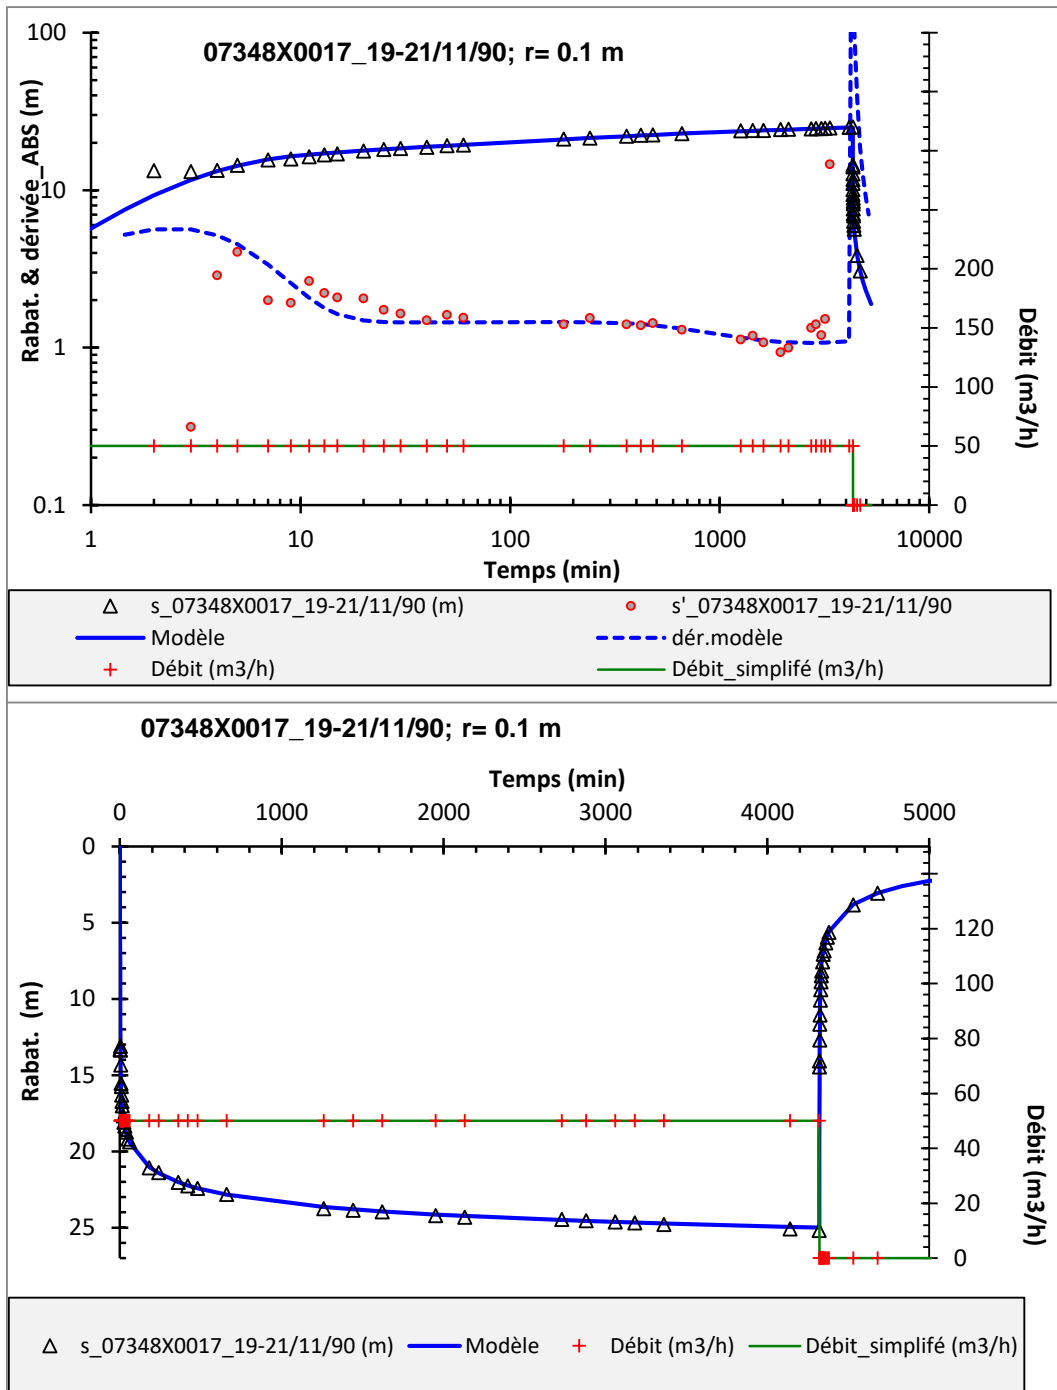 07348X0017_19-21/11/90; r= 0.1 m
Rabat. & dérivée_ABS (m)
100
10
1
0.1
1
10
100
1000
10000
Temps (min)
200
150
100
50
0
Débit (m3/h)
s_07348X0017_19-21/11/90 (m)
s'_07348X0017_19-21/11/90
Modèle
dér.modèle
Débit (m3/h)
Débit_simplifé (m3/h)
07348X0017_19-21/11/90; r= 0.1 m
Temps (min)
0
1000
2000
3000
4000
5000
Rabat. (m)
0
5
10
15
20
25
120
100
80
60
40
20
0
Débit (m3/h)
s_07348X0017_19-21/11/90 (m)
Modèle
Débit (m3/h)
Débit_simplifé (m3/h)